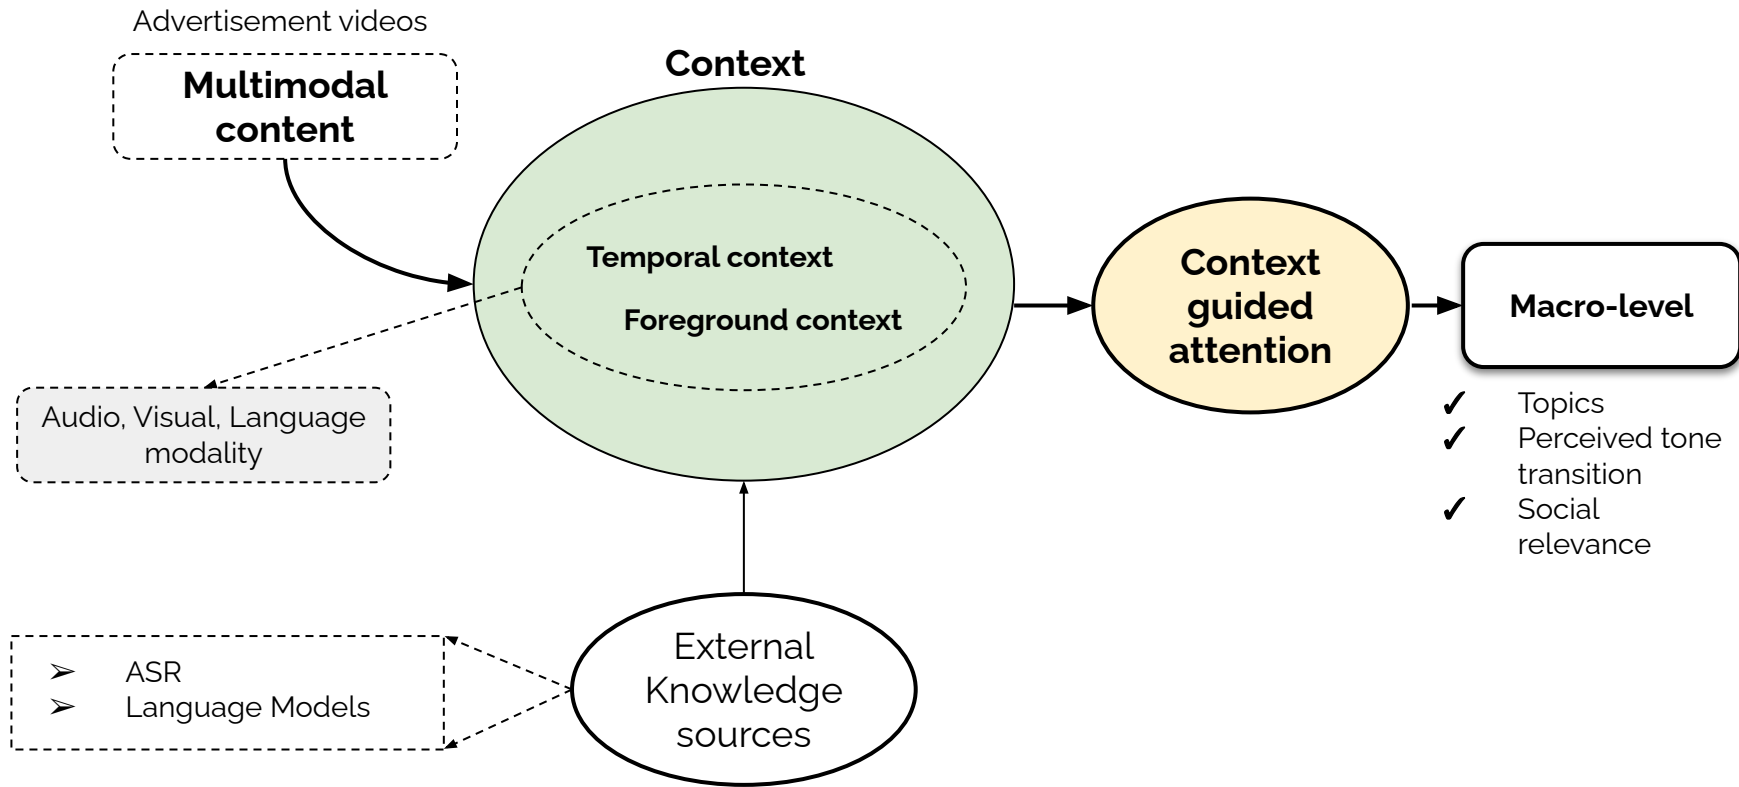 Advertisement videos
Multimodal
content
Context
Temporal context
Foreground context
Context
guided
attention
Macro-level
✓ Topics
✓ Perceived tone
transition
✓ Social
relevance
Audio, Visual, Language
modality
➢ ASR
➢ Language Models
External
Knowledge
sources